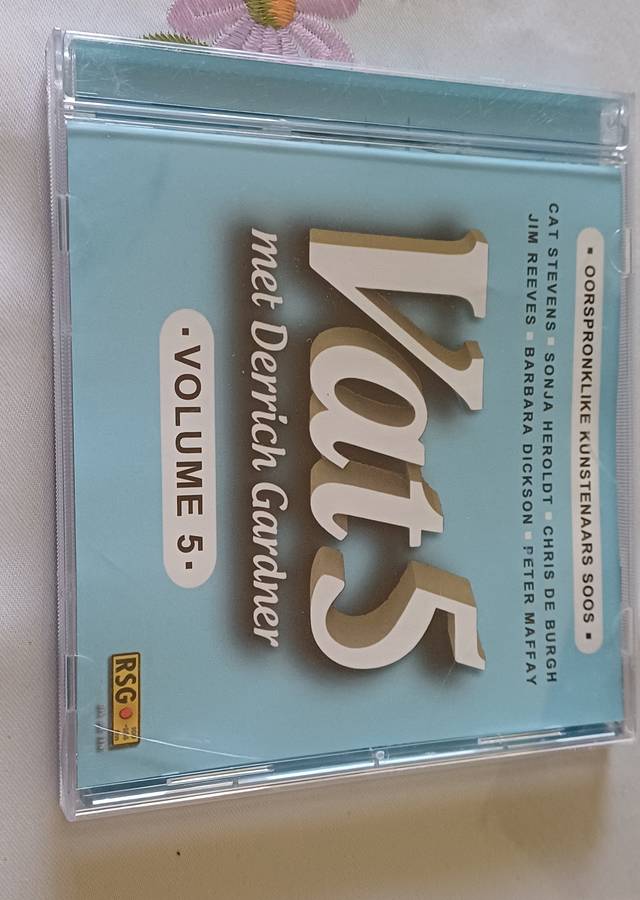 ▪ OORSPRONKLIKE KUNSTENAARS SOOS ▪
CAT STEVENS ▪ SONJA HEROLDT ▪ CHRIS DE BURGH
JIM REEVES ▪ BARBARA DICKSON ▪ PETER MAFFAY
Vat 5
met Derrich Gardner
▪ VOLUME 5 ▪
RSG